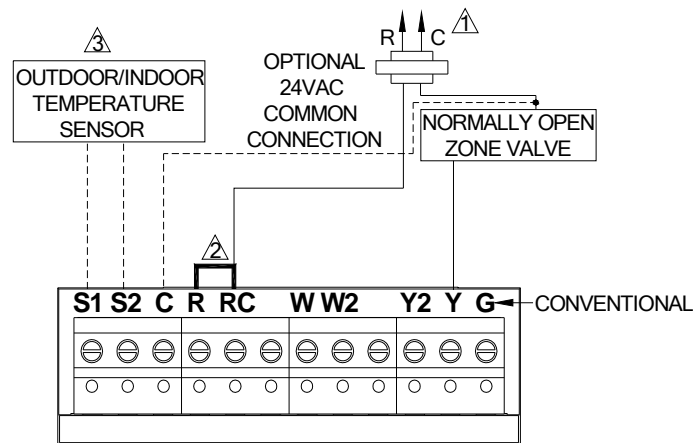 R C 1
3
OUTDOOR/INDOOR
TEMPERATURE
SENSOR
OPTIONAL
24VAC
COMMON
CONNECTION
NORMALLY OPEN
ZONE VALVE
2
S1 S2 C R RC W W2 Y2 Y G
CONVENTIONAL